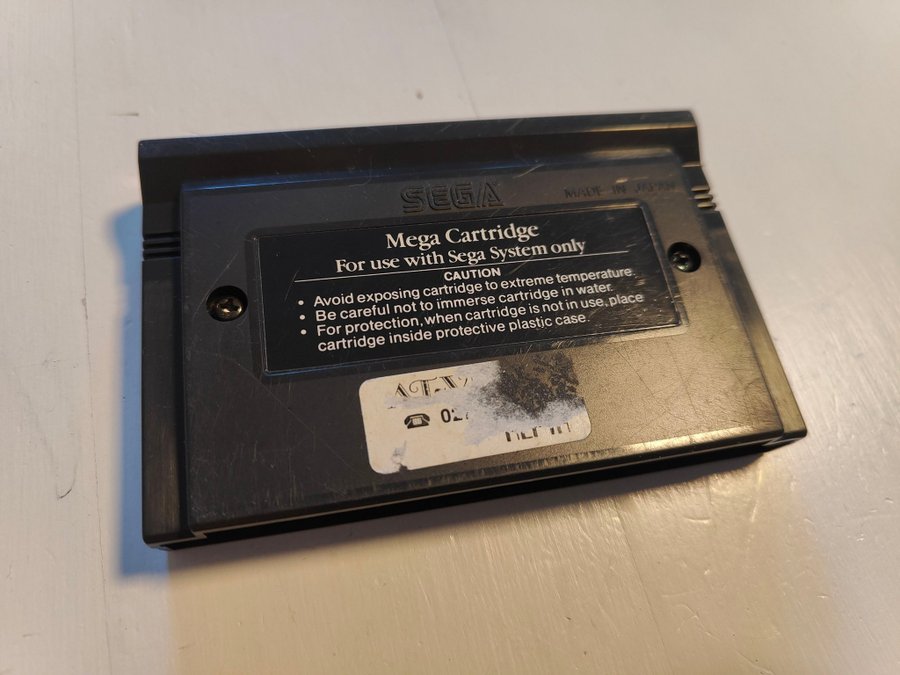 SEGA
MADE IN JAPAN
Mega Cartridge
For use with Sega System only
CAUTION
• Avoid exposing cartridge to extreme temperature.
• Be careful not to immerse cartridge in water.
• For protection, when cartridge is not in use, place
cartridge inside protective plastic case.
☎ 02